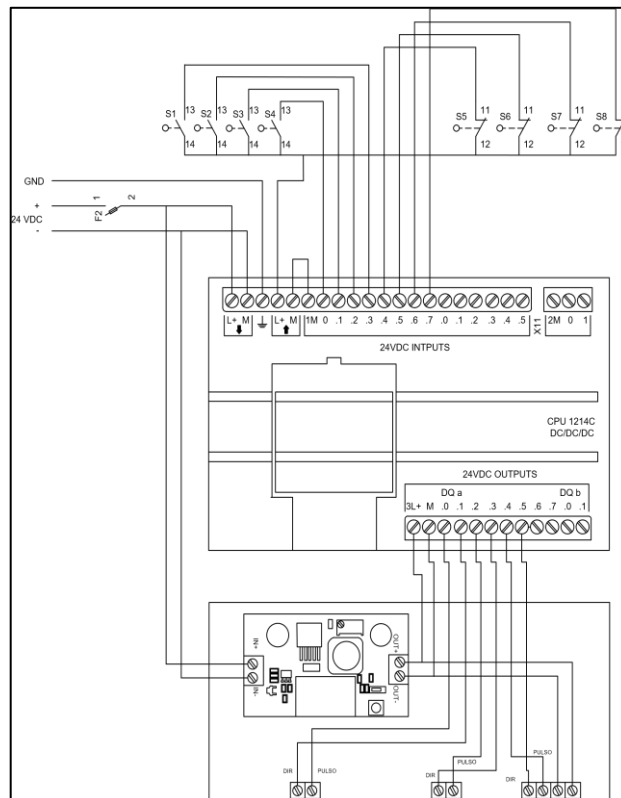 13 13 13 13 11 11 11
S1 S2 S3 S4 S5 S6 S7 S8
14 14 14 14 12 12 12
GND
1 2
+
F2
24 VDC
-
L+ M L+ M 1M 0 .1 .2 .3 .4 .5 .6 .7 .0 .1 .2 .3 .4 .5 X11 2M 0 1
24VDC INTPUTS
CPU 1214C
DC/DC/DC
24VDC OUTPUTS
DQ a DQ b
3L+ M .0 .1 .2 .3 .4 .5 .6 .7 .0 .1
IN+ OUT+
IN- OUT-
DIR PULSO DIR PULSO DIR PULSO